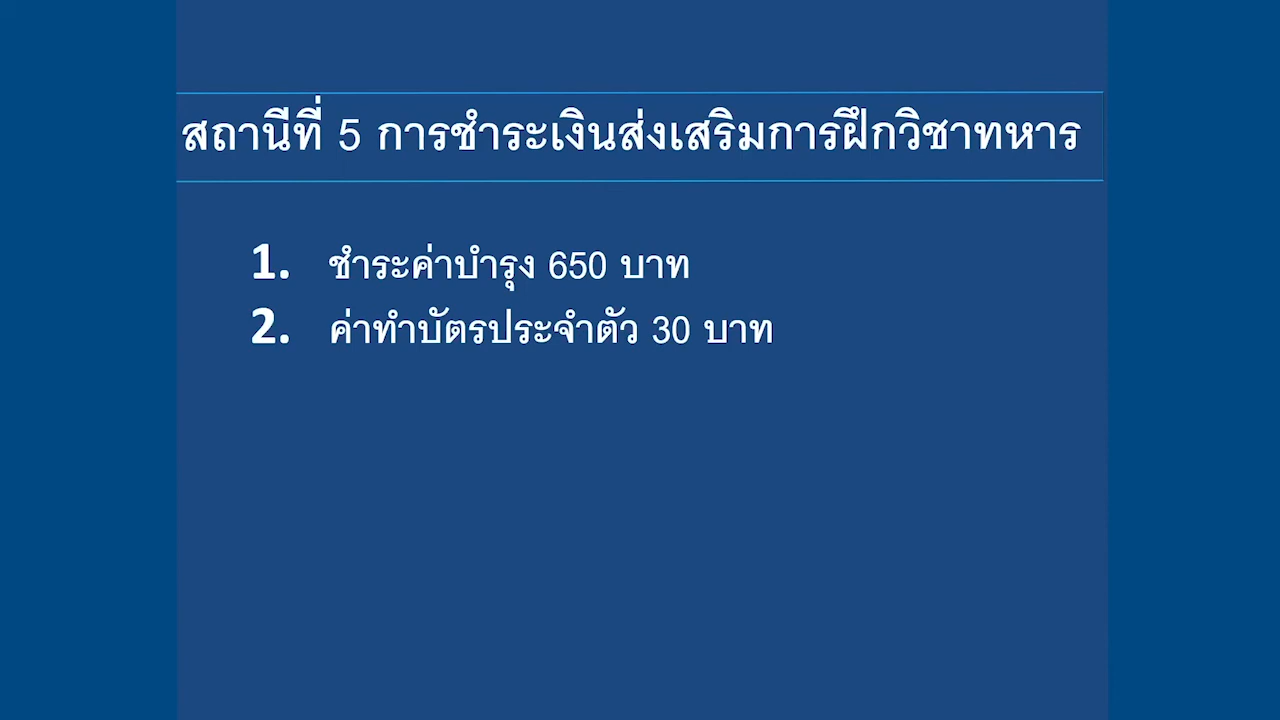 สถานีที่ 5 การชำระเงินส่งเสริมการฝึกวิชาทหาร
1. ชำระค่าบำรุง 650 บาท
2. ค่าทำบัตรประจำตัว 30 บาท